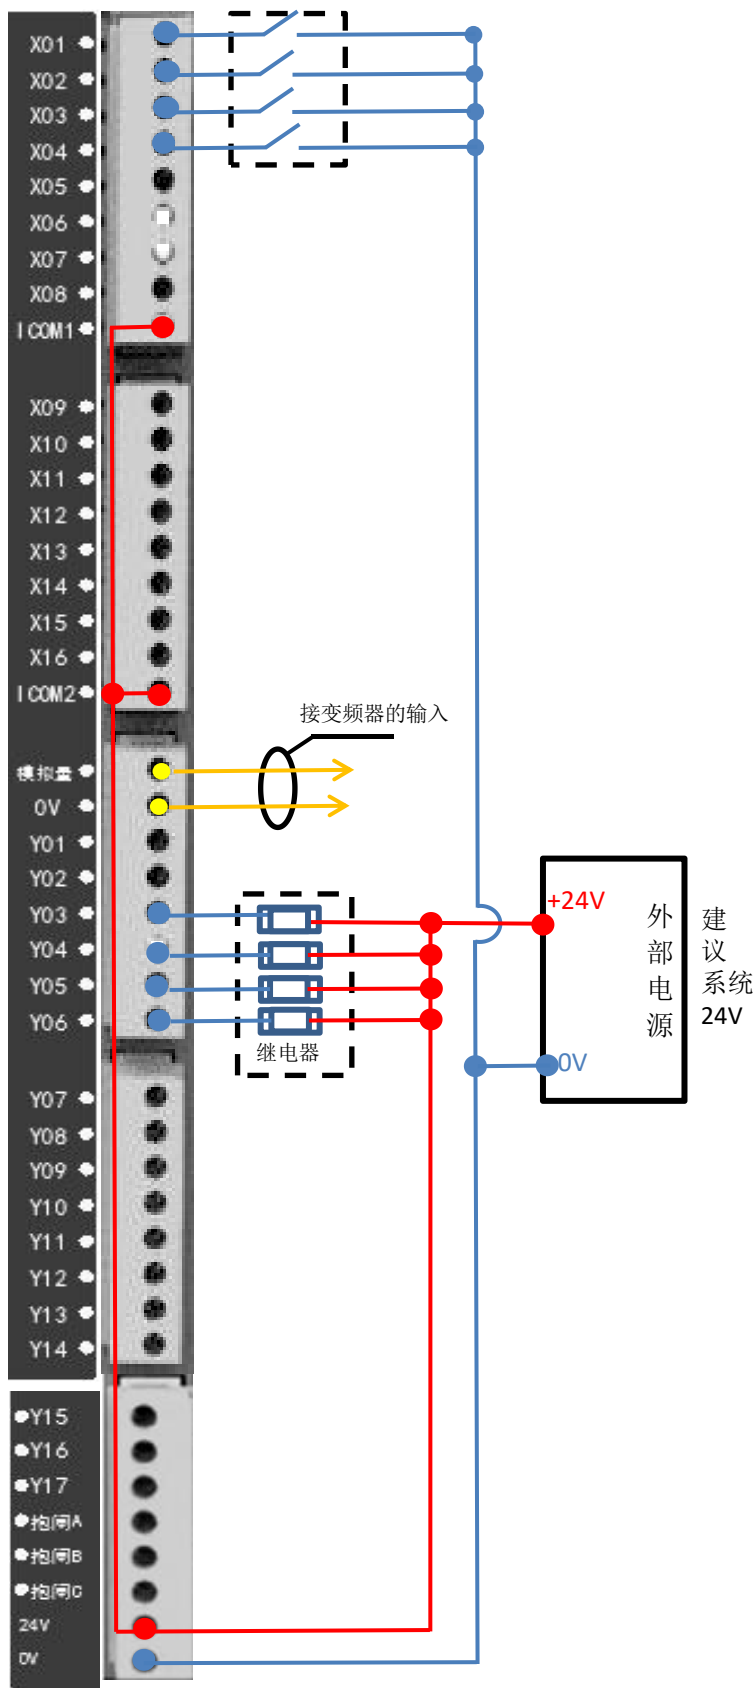 X01
X02
X03
X04
X05
X06
X07
X08
ICOM1
X09
X10
X11
X12
X13
X14
X15
X16
ICOM2
接变频器的输入
模拟量
0V
Y01
Y02
Y03
Y04
Y05
Y06
继电器
+24V
0V
外部电源
建议系统24V
Y07
Y08
Y09
Y10
Y11
Y12
Y13
Y14
Y15
Y16
Y17
抱闸A
抱闸B
抱闸C
24V
0V